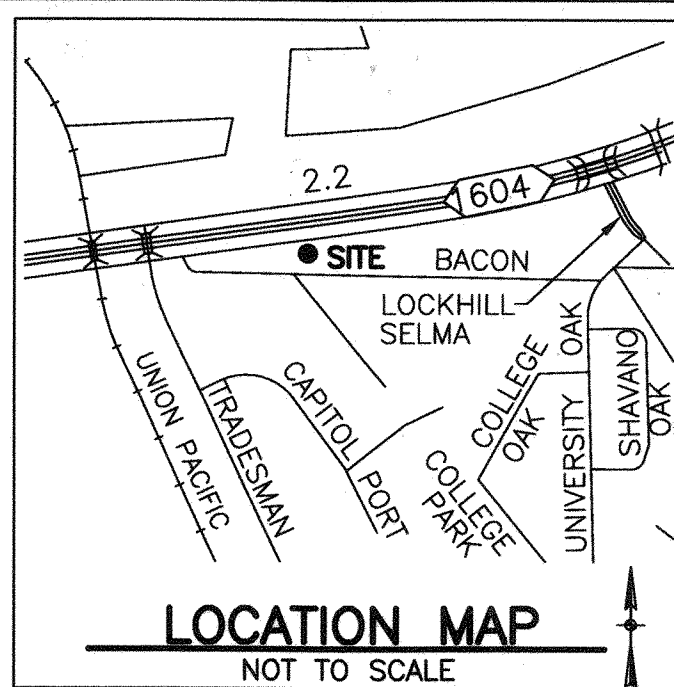 2.2
604
SITE
BACON
LOCKHILL
SELMA
UNION PACIFIC
TRADESMAN
CAPITOL
PORT
COLLEGE
OAK
COLLEGE
PARK
UNIVERSITY OAK
SHAVANO
OAK
LOCATION MAP
NOT TO SCALE